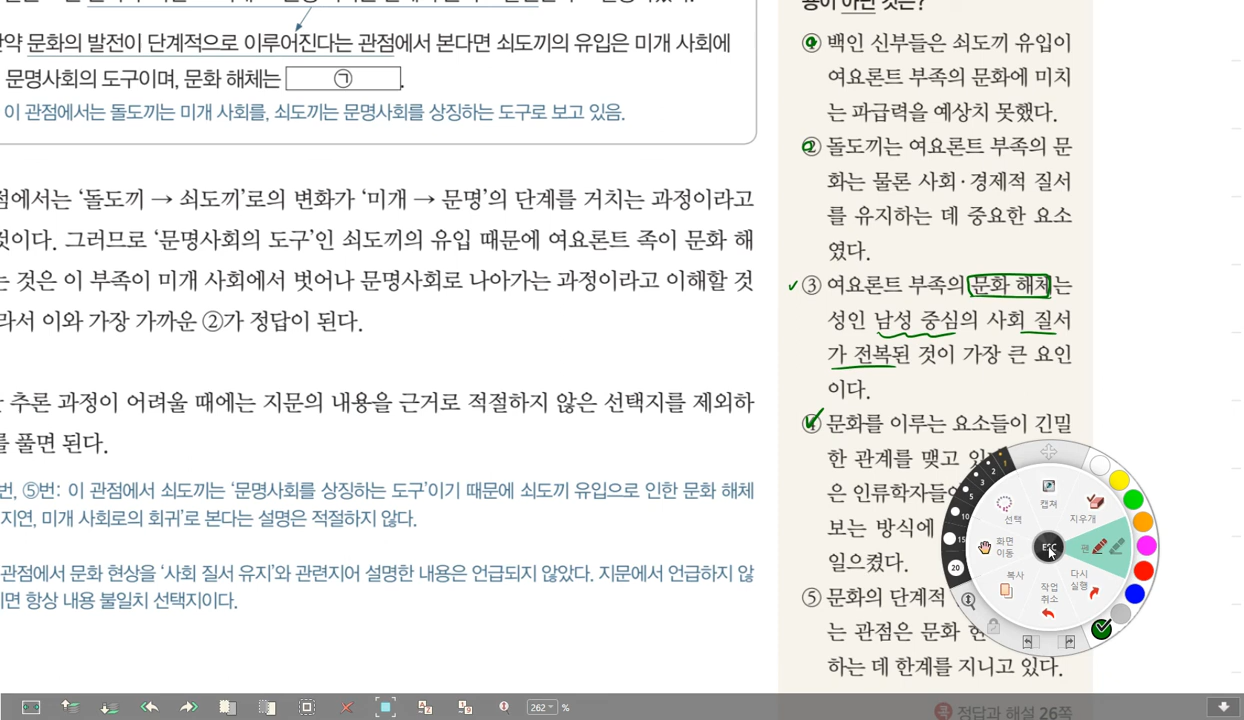 약 문화의 발전이 단계적으로 이루어진다는 관점에서 본다면 쇠도끼의 유입은 미개 사회에
문명사회의 도구이며, 문화 해체는 ㉠.
이 관점에서는 돌도끼는 미개 사회를, 쇠도끼는 문명사회를 상징하는 도구로 보고 있음.
점에서는 ‘돌도끼 → 쇠도끼’로의 변화가 ‘미개 → 문명’의 단계를 거치는 과정이라고
것이다. 그러므로 ‘문명사회의 도구’인 쇠도끼의 유입 때문에 여요론트 족이 문화 해
는 것은 이 부족이 미개 사회에서 벗어나 문명사회로 나아가는 과정이라고 이해할 것
라서 이와 가장 가까운 ②가 정답이 된다.
추론 과정이 어려울 때에는 지문의 내용을 근거로 적절하지 않은 선택지를 제외하
를 풀면 된다.
번, ⑤번: 이 관점에서 쇠도끼는 ‘문명사회를 상징하는 도구’이기 때문에 쇠도끼 유입으로 인한 문화 해체
지연, 미개 사회로의 회귀’로 본다는 설명은 적절하지 않다.
관점에서 문화 현상을 ‘사회 질서 유지’와 관련지어 설명한 내용은 언급되지 않았다. 지문에서 언급하지 않
이면 항상 내용 불일치 선택지이다.
용이 아닌 것은?
① 백인 신부들은 쇠도끼 유입이
여요론트 부족의 문화에 미치
는 파급력을 예상치 못했다.
② 돌도끼는 여요론트 부족의 문
화는 물론 사회·경제적 질서
를 유지하는 데 중요한 요소
였다.
③ 여요론트 부족의 문화 해체는
성인 남성 중심의 사회 질서
가 전복된 것이 가장 큰 요인
이다.
④ 문화를 이루는 요소들이 긴밀
한 관계를 맺고
은 인류학자들
보는 방식에
일으켰다.
⑤ 문화의 단계적
는 관점은 문화
하는 데 한계를 지니고 있다.
콕 정답과 해설 26쪽
캡쳐
지우개
펜
다시
실행
작업
취소
복사
화면
이동
선택
ESC
1
2
3
5
10
15
20
262 %